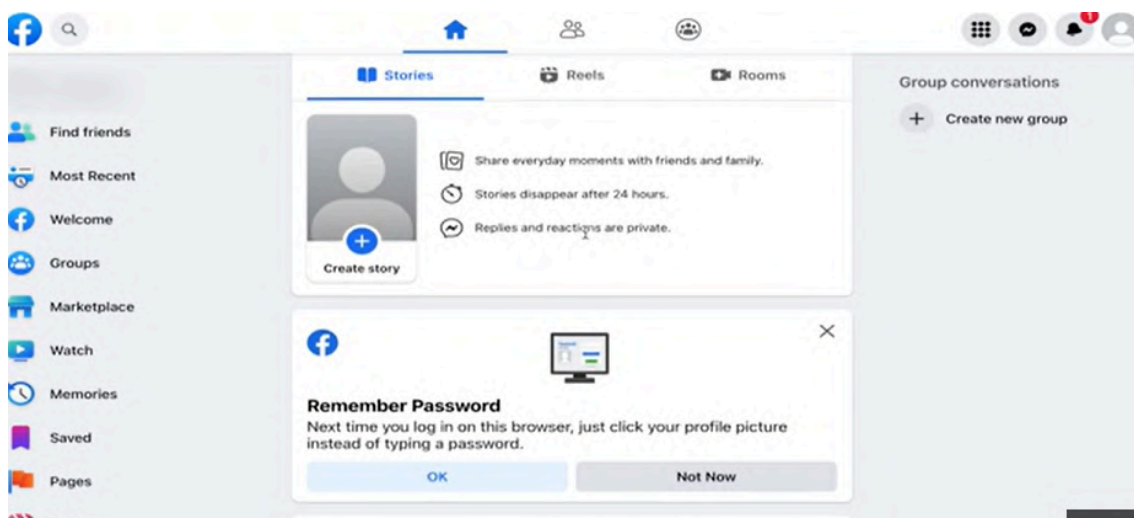 1
Stories
Reels
Rooms
Group conversations
Create new group
Find friends
Most Recent
Welcome
Groups
Marketplace
Watch
Memories
Saved
Pages
Share everyday moments with friends and family.
Stories disappear after 24 hours.
Replies and reactions are private.
Create story
Remember Password
Next time you log in on this browser, just click your profile picture
instead of typing a password.
OK
Not Now